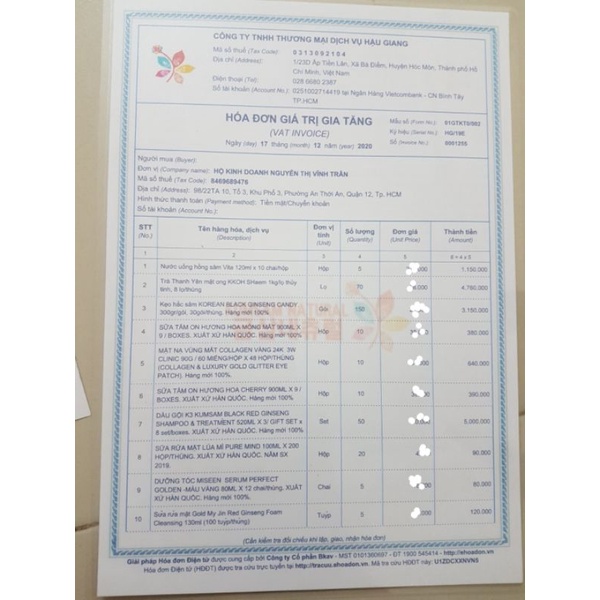 CÔNG TY TNHH THƯƠNG MẠI DỊCH VỤ HẬU GIANG
Mã số thuế (Tax Code): 0313692184
Địa chỉ (Address): 1/23D Ấp Tiền Lân, Xã Bà Điểm, Huyện Hóc Môn, Thành phố Hồ
Chí Minh, Việt Nam
Điện thoại (Tel): 028 6680 2387
Số tài khoản (Account No.): 0251002714419 tại Ngân Hàng Vietcombank - CN Bình Tây
TP.HCM
HÓA ĐƠN GIÁ TRỊ GIA TĂNG
(VAT INVOICE)
Ngày (day) 17 tháng (month) 12 năm (year) 2020
Mẫu số (Form No.): 01GTKT0/002
Ký hiệu (Serial No): HG/19E
Số (Invoice No.): 0001255
Người mua (Buyer):
Đơn vị (Company name): HỘ KINH DOANH NGUYỄN THỊ VĨNH TRÂN
Mã số thuế (Tax Code): 8469689476
Địa chỉ (Address): 98/22TA 10, Tổ 3, Khu Phố 3, Phường An Thới An, Quận 12, Tp. HCM
Hình thức thanh toán (Payment method): Tiền mặt/Chuyển khoản
Số tài khoản (Account No.):
STT (No.) Tên hàng hóa, dịch vụ (Description) Đơn vị tính (Unit) Số lượng (Quantity) Đơn giá (Unit Price) Thành tiền (Amount)
1 2 3 4 5 6 = 4 x 5
1 Nước uống hồng sâm Vita 120ml x 10 chai/hộp Hộp 5 000 1.150.000
2 Trà Thanh Yên mật ong KKOH SHaem 1kg/lọ thủy
tinh, 8 lọ/thùng Lọ 70 000 4.760.000
3 Kẹo hắc sâm KOREAN BLACK GINSENG CANDY
300gr/gói, 30gói/thùng. Hàng mới 100% Gói 150 000 3.150.000
4 SỮA TẮM ON HƯƠNG HOA MỘNG MẬT 900ML X
9 / BOXES. XUẤT XỨ HÀN QUỐC. Hàng mới 100% Hộp 10 380.000
5 MẶT NẠ VÙNG MẮT COLLAGEN VÀNG 24K 3W
CLINIC 90G / 60 MIẾNG/HỘP X 48 HỘP/THÙNG
(COLLAGEN & LUXURY GOLD GLITTER EYE
PATCH). Hàng mới 100%. Hộp 10 640.000
6 SỮA TẮM ON HƯƠNG HOA CHERRY 900ML X 9 /
BOXES. XUẤT XỨ HÀN QUỐC. Hàng mới 100% Hộp 10 380.000
7 DẦU GỘI K3 KUMSAM BLACK RED GINSENG
SHAMPOO & TREATMENT 520ML X 3/ GIFT SET x
6 set/boxes. XUẤT XỨ HÀN QUỐC. Hàng mới 100% Set 50 5.000.000
8 SỮA RỬA MẶT LÚA MÌ PURE MIND 100ML X 200
HỘP/THÙNG. XUẤT XỨ HÀN QUỐC. NĂM SX
2019. Hộp 20 80.000
9 DƯỠNG TÓC MISEEN SERUM PERFECT
GOLDEN -MÀU VÀNG 80ML X 12 chai/thùng. XUẤT
XỨ HÀN QUỐC. Hàng mới 100%. Chai 5 80.000
10 Sữa rửa mặt Gold My Jin Red Ginseng Foam
Cleansing 130ml (100 tuýp/thùng) Tuýp 5 000 120.000
(Cần kiểm tra đối chiếu khi lập, giao, nhận hóa đơn)
Giải pháp Hóa đơn Điện tử được cung cấp bởi Công ty Cổ phần Bkav - MST 0101360697 - ĐT 1900 545414 - http://ehoadon.vn
Hóa đơn Điện tử (HĐĐT) được tra cứu trực tuyến tại http://tracuu.ehoadon.vn. Mã tra cứu HĐĐT này: U1ZDCXXNVN5